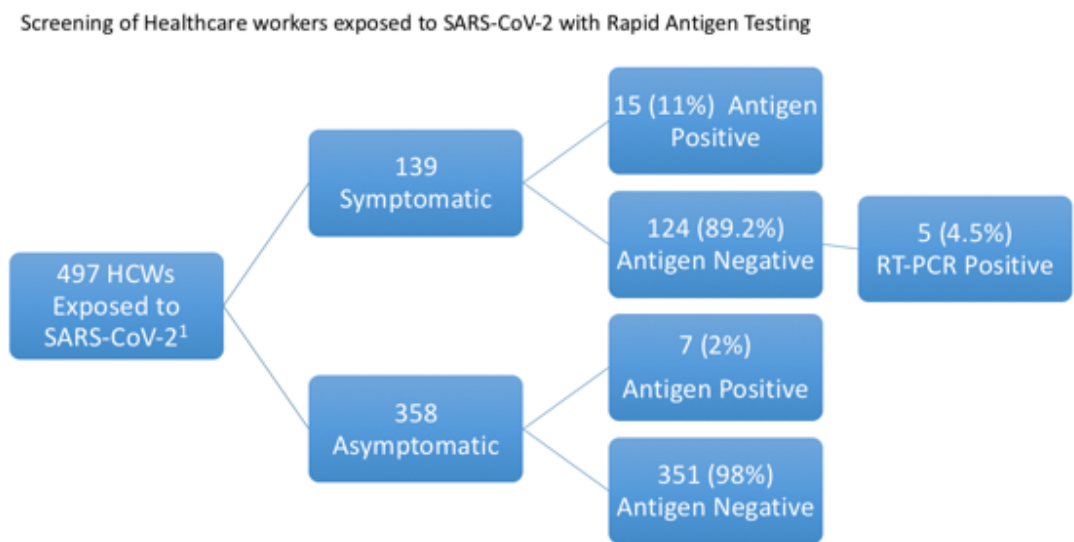 Screening of Healthcare workers exposed to SARS-CoV-2 with Rapid Antigen Testing
497 HCWs
Exposed to
SARS-CoV-2¹
139
Symptomatic
358
Asymptomatic
15 (11%) Antigen
Positive
124 (89.2%)
Antigen Negative
5 (4.5%)
RT-PCR Positive
7 (2%)
Antigen Positive
351 (98%)
Antigen Negative